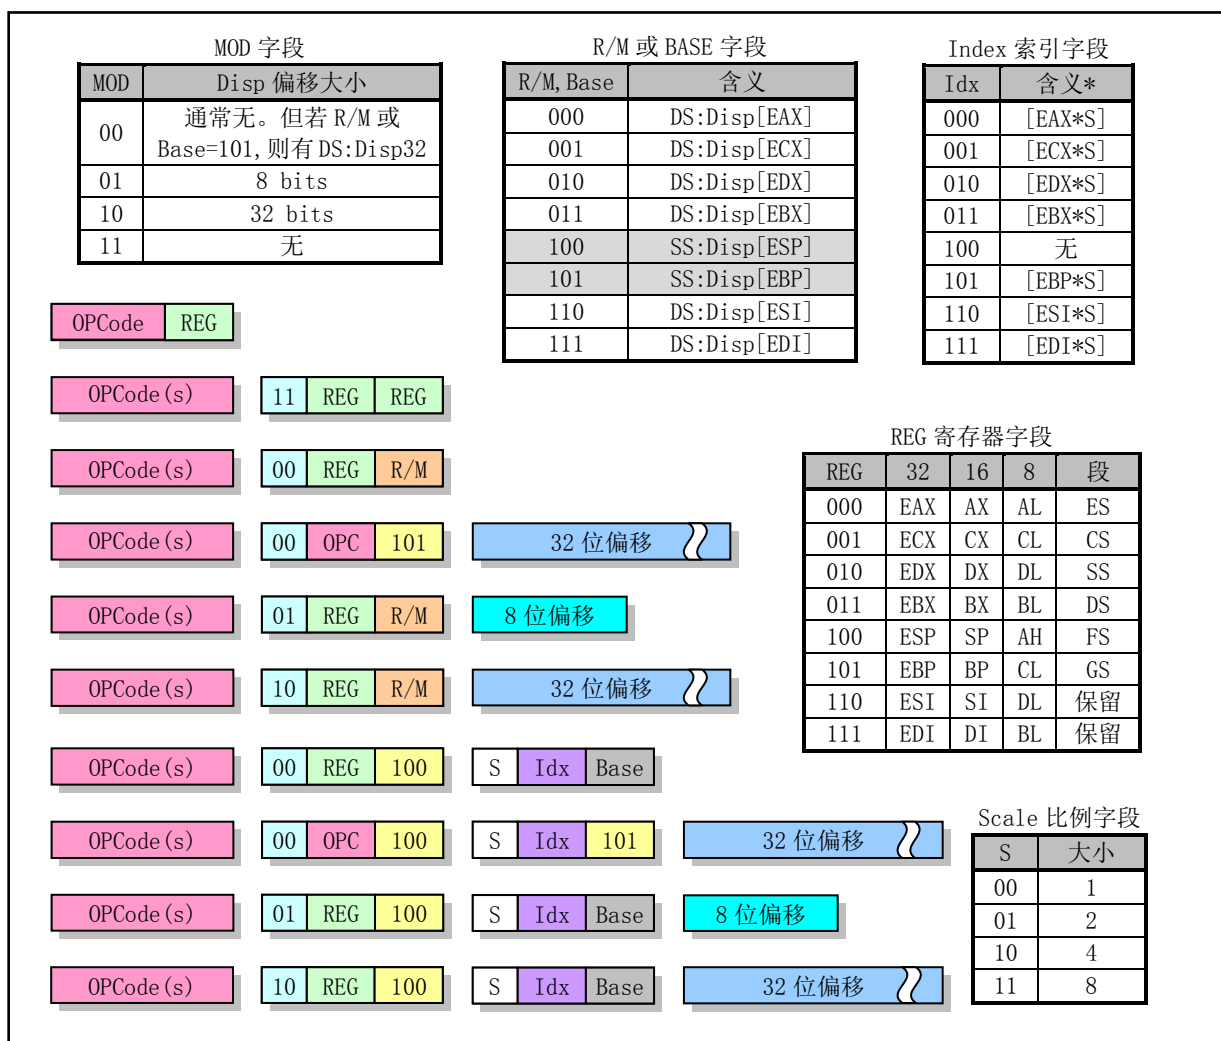 MOD 字段
MOD Disp 偏移大小
00 通常无。但若 R/M 或
Base=101,则有 DS:Disp32
01 8 bits
10 32 bits
11 无
R/M 或 BASE 字段
R/M,Base 含义
000 DS:Disp[EAX]
001 DS:Disp[ECX]
010 DS:Disp[EDX]
011 DS:Disp[EBX]
100 SS:Disp[ESP]
101 SS:Disp[EBP]
110 DS:Disp[ESI]
111 DS:Disp[EDI]
Index 索引字段
Idx 含义*
000 [EAX*S]
001 [ECX*S]
010 [EDX*S]
011 [EBX*S]
100 无
101 [EBP*S]
110 [ESI*S]
111 [EDI*S]
OPCode REG
OPCode(s) 11 REG REG
OPCode(s) 00 REG R/M
OPCode(s) 00 OPC 101 32 位偏移
OPCode(s) 01 REG R/M 8 位偏移
OPCode(s) 10 REG R/M 32 位偏移
OPCode(s) 00 REG 100 S Idx Base
OPCode(s) 00 OPC 100 S Idx 101 32 位偏移
OPCode(s) 01 REG 100 S Idx Base 8 位偏移
OPCode(s) 10 REG 100 S Idx Base 32 位偏移
REG 寄存器字段
REG 32 16 8 段
000 EAX AX AL ES
001 ECX CX CL CS
010 EDX DX DL SS
011 EBX BX BL DS
100 ESP SP AH FS
101 EBP BP CL GS
110 ESI SI DL 保留
111 EDI DI BL 保留
Scale 比例字段
S 大小
00 1
01 2
10 4
11 8